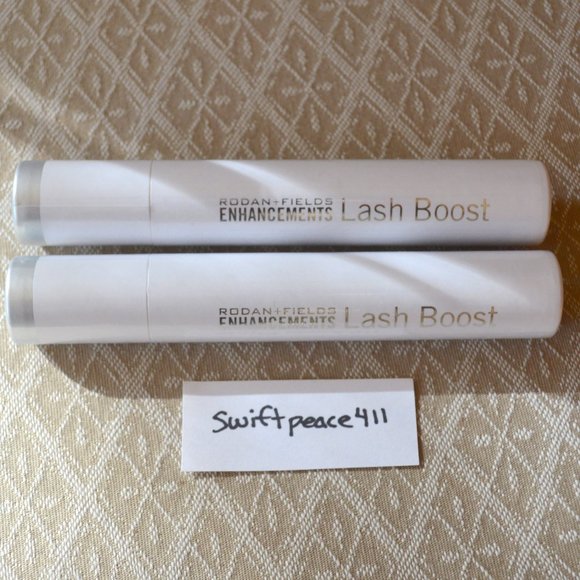 RODAN+FIELDS
ENHANCEMENTS Lash Boost
RODAN+FIELDS
ENHANCEMENTS Lash Boost
swiftpeace411